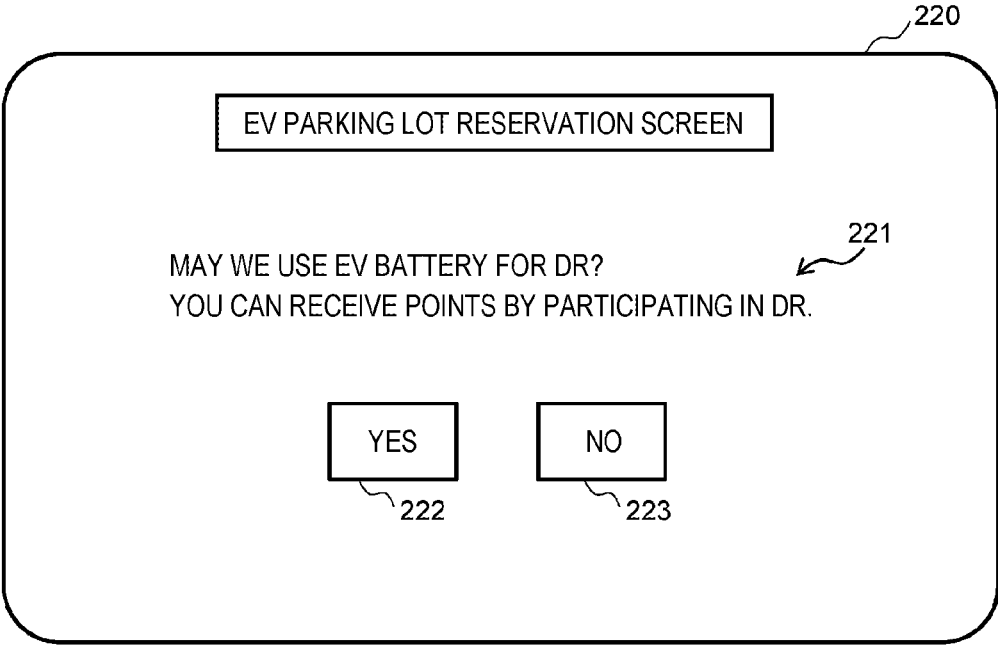 220
EV PARKING LOT RESERVATION SCREEN
221
MAY WE USE EV BATTERY FOR DR?
YOU CAN RECEIVE POINTS BY PARTICIPATING IN DR.
YES
NO
222
223